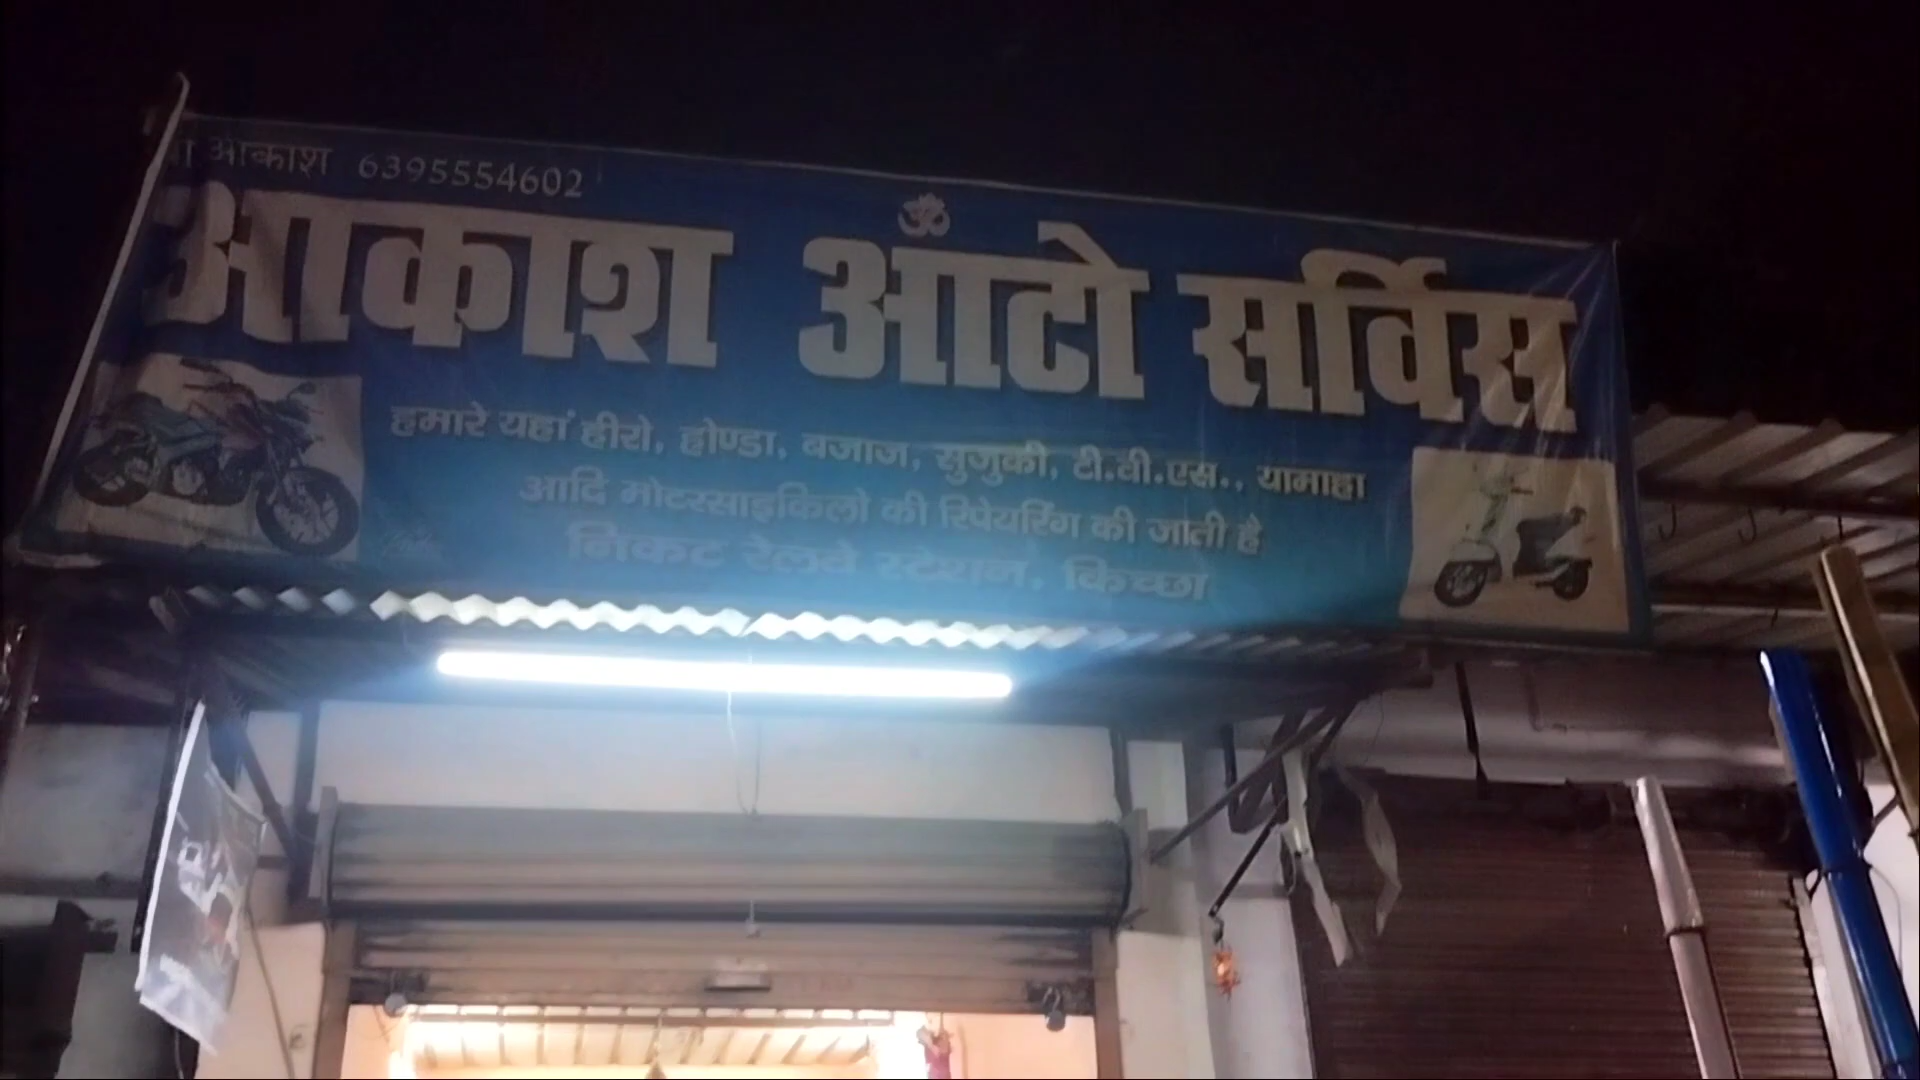 आकाश 6395554602
ॐ
आकाश ऑटो सर्विस
हमारे यहां हीरो, होण्डा, बजाज, सुजुकी, टी.वी.एस., यामाहा
आदि मोटरसाइकिलो की रिपेयरिंग की जाती है
निकट रेलवे स्टेशन, किच्छा